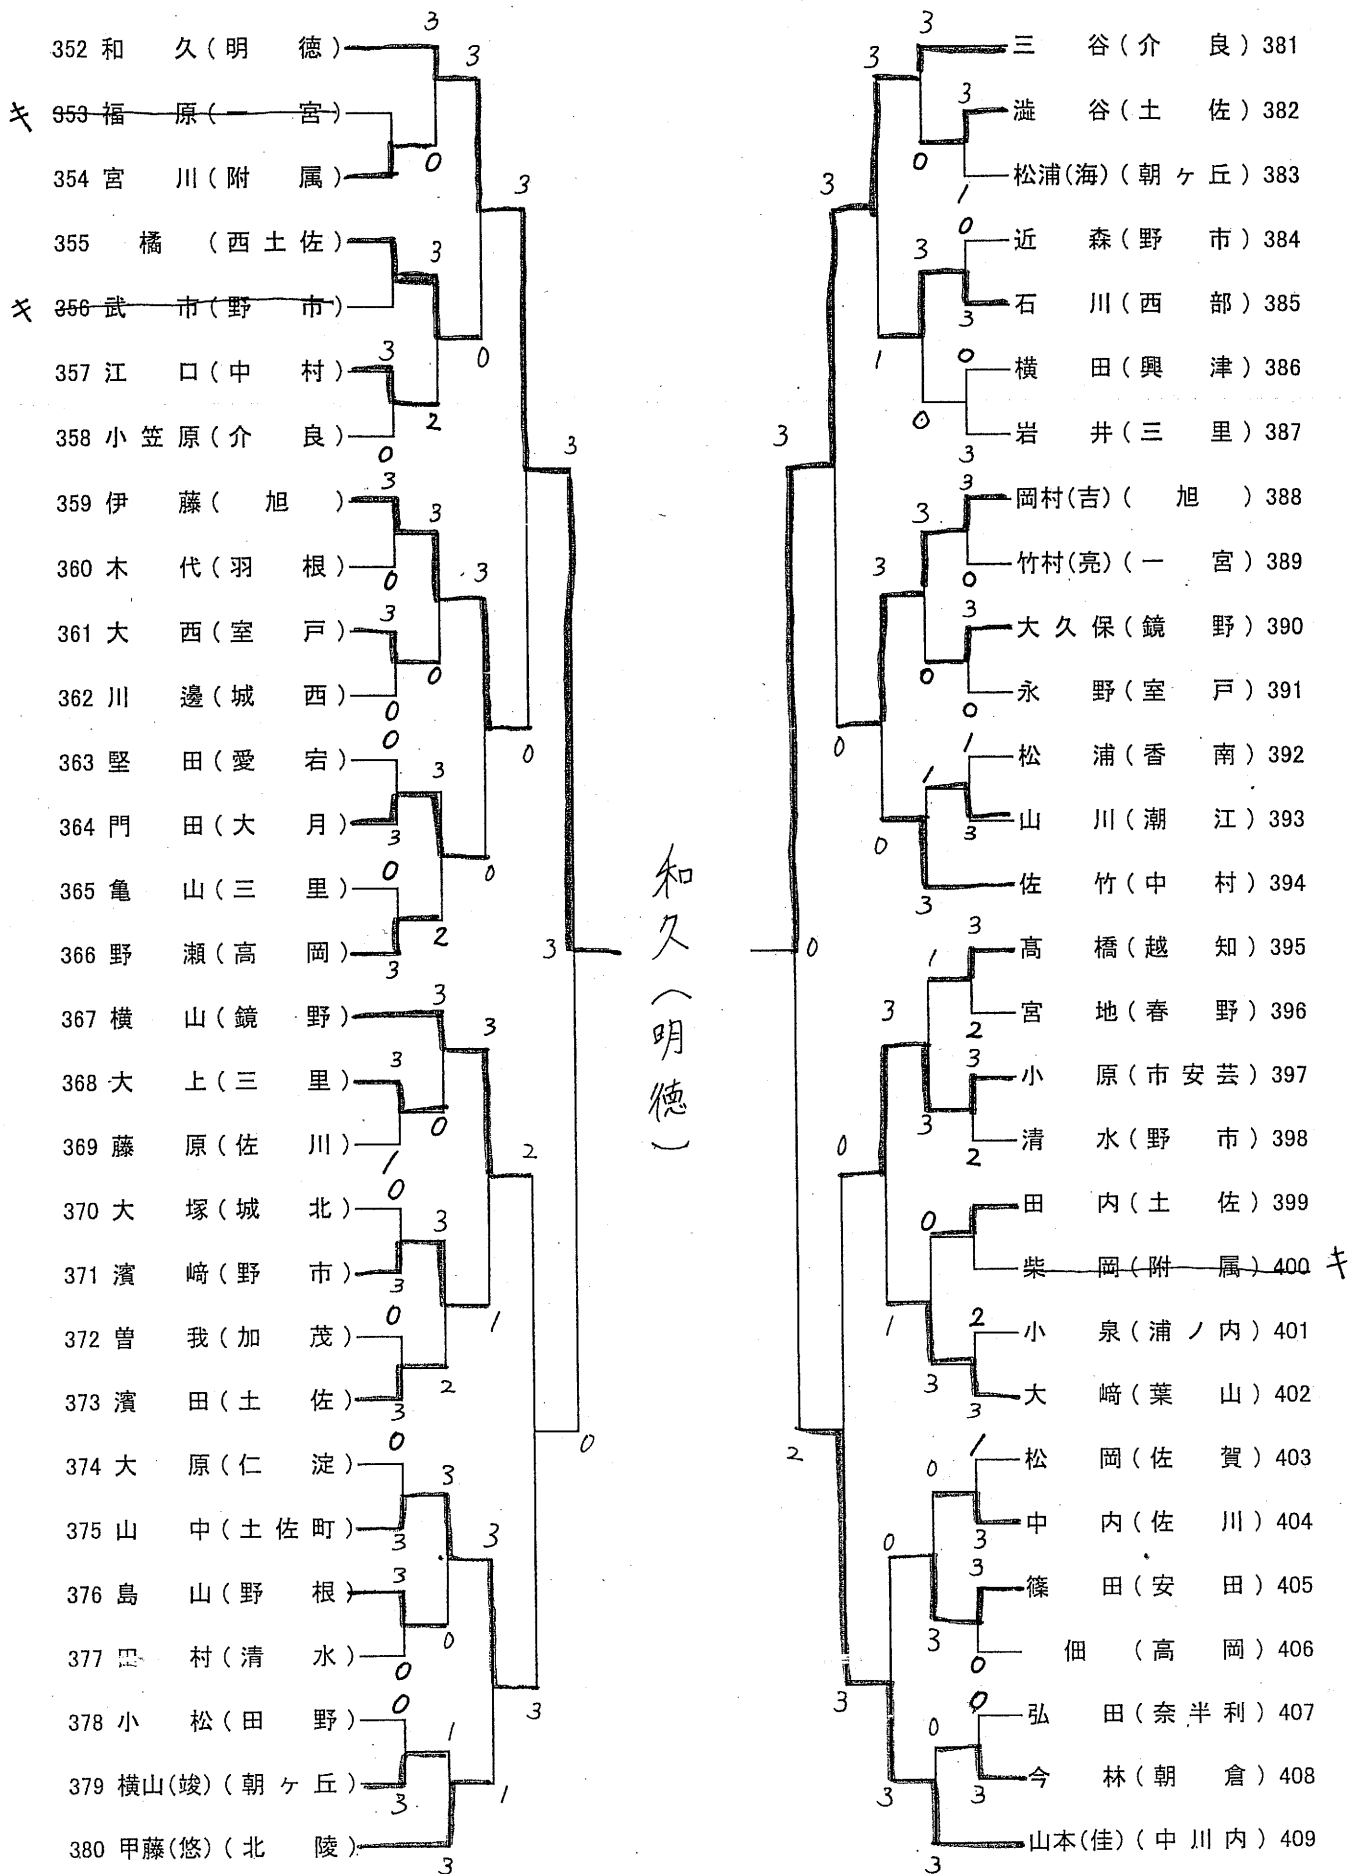 352 和久(明徳)
キ 353 福原(一宮)
354 宮川(附属)
355 橘(西土佐)
キ 356 武市(野市)
357 江口(中村)
358 小笠原(介良)
359 伊藤(旭)
360 木代(羽根)
361 大西(室戸)
362 川邊(城西)
363 堅田(愛宕)
364 門田(大月)
365 亀山(三里)
366 野瀬(高岡)
367 横山(鏡野)
368 大上(三里)
369 藤原(佐川)
370 大塚(城北)
371 濱﨑(野市)
372 曽我(加茂)
373 濱田(土佐)
374 大原(仁淀)
375 山中(土佐町)
376 島山(野根)
377 田村(清水)
378 小松(田野)
379 横山(竣)(朝ヶ丘)
380 甲藤(悠)(北陵)
和久(明徳)
三谷(介良) 381
澁谷(土佐) 382
松浦(海)(朝ヶ丘) 383
近森(野市) 384
石川(西部) 385
横田(興津) 386
岩井(三里) 387
岡村(吉)(旭) 388
竹村(亮)(一宮) 389
大久保(鏡野) 390
永野(室戸) 391
松浦(香南) 392
山川(潮江) 393
佐竹(中村) 394
髙橋(越知) 395
宮地(春野) 396
小原(市安芸) 397
清水(野市) 398
田内(土佐) 399
柴岡(附属) 400 キ
小泉(浦ノ内) 401
大﨑(葉山) 402
松岡(佐賀) 403
中内(佐川) 404
篠田(安田) 405
佃(高岡) 406
弘田(奈半利) 407
今林(朝倉) 408
山本(佳)(中川内) 409